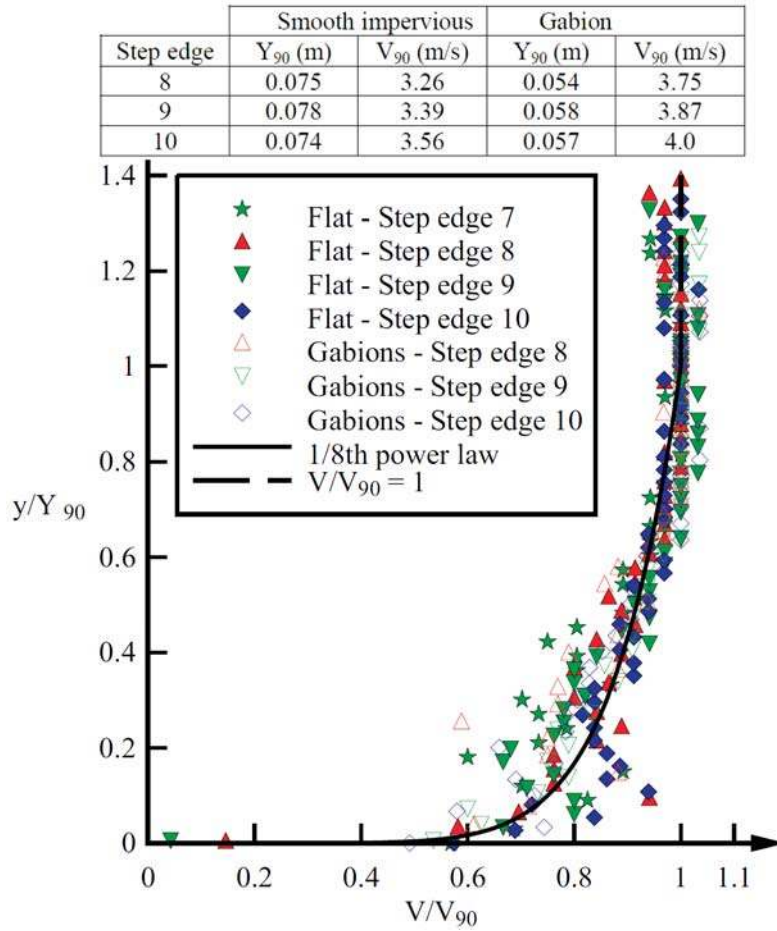 Smooth impervious Gabion
Step edge Y90 (m) V90 (m/s) Y90 (m) V90 (m/s)
8 0.075 3.26 0.054 3.75
9 0.078 3.39 0.058 3.87
10 0.074 3.56 0.057 4.0
1.4
Flat - Step edge 7
Flat - Step edge 8
1.2
Flat - Step edge 9
Flat - Step edge 10
Gabions - Step edge 8
1
Gabions - Step edge 9
Gabions - Step edge 10
1/8th power law
0.8
V/V90 = 1
y/Y 90
0.6
0.4
0.2
0
0 0.2 0.4 0.6 0.8 1 1.1
V/V90